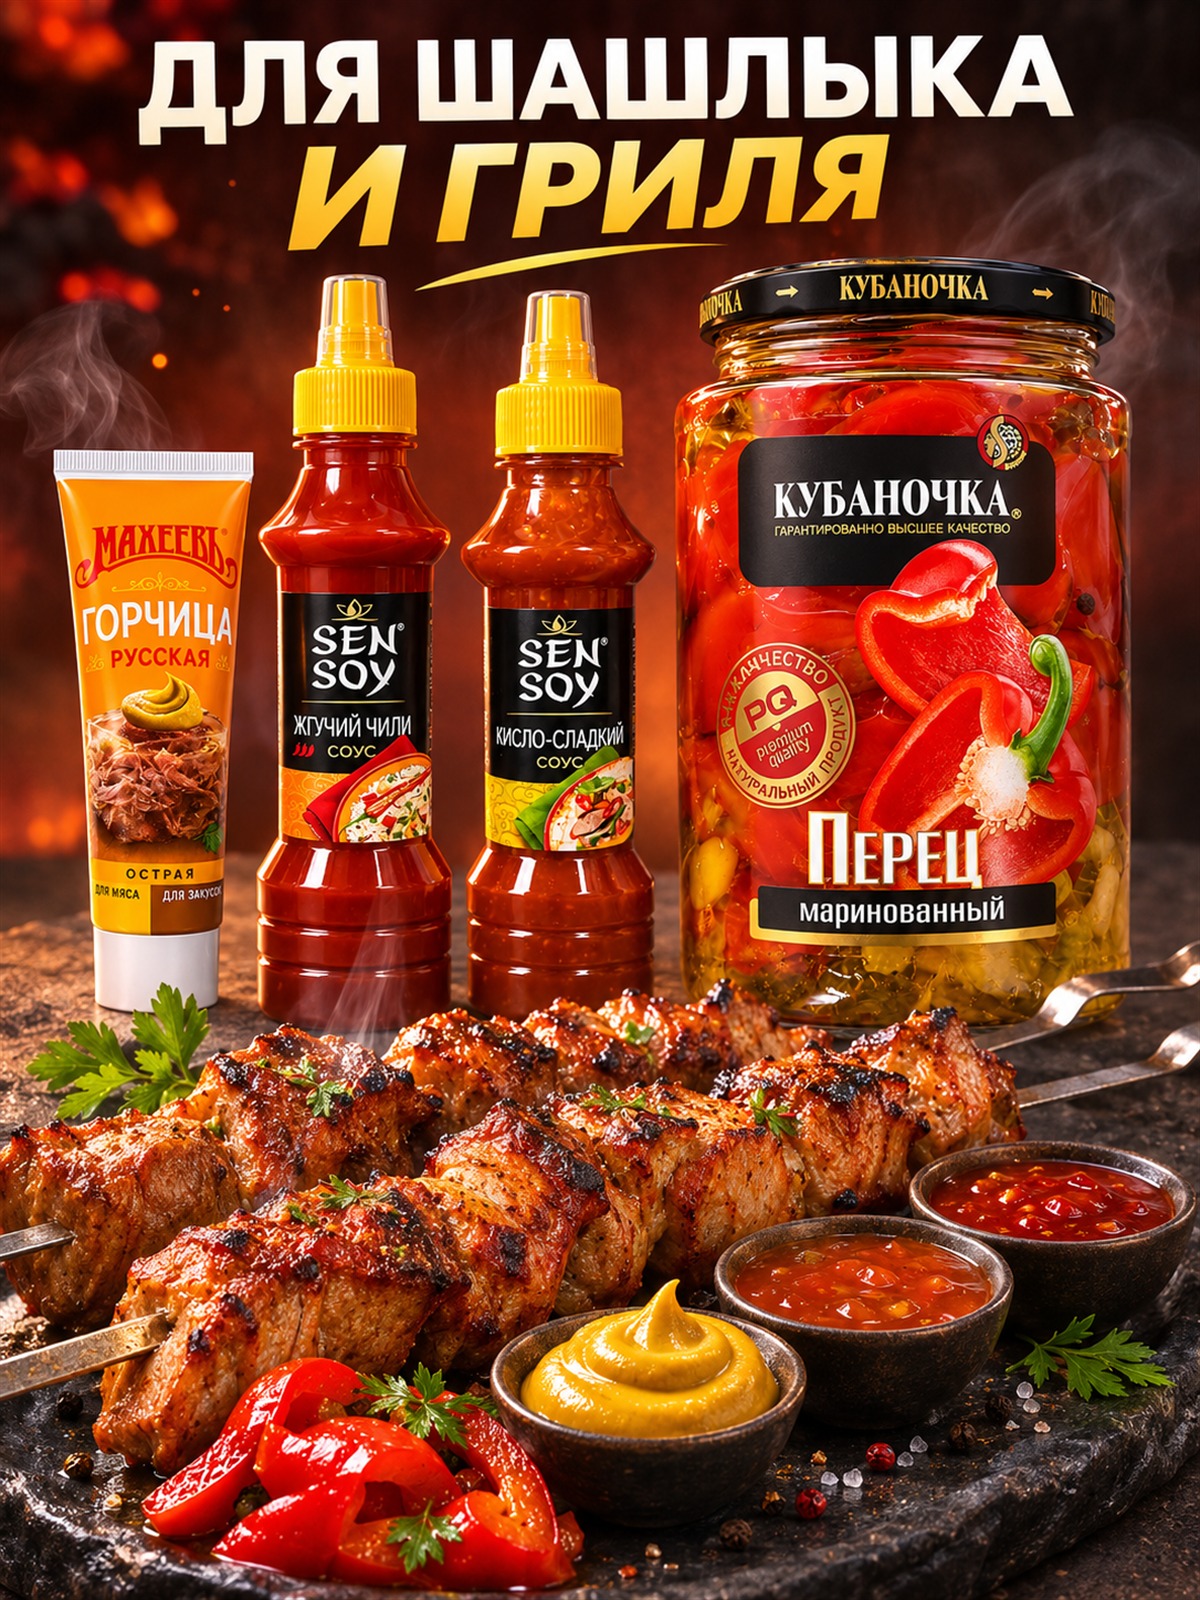 ДЛЯ ШАШЛЫКА
И ГРИЛЯ
МАХЕЕВЪ®
ГОРЧИЦА
РУССКАЯ
ОСТРАЯ
ДЛЯ МЯСА
ДЛЯ ЗАКУСОК
SEN®
SOY
ЖГУЧИЙ ЧИЛИ
СОУС
SEN®
SOY
КИСЛО-СЛАДКИЙ
СОУС
КУБАНОЧКА
КУБАНОЧКА®
ГАРАНТИРОВАННО ВЫСШЕЕ КАЧЕСТВО
PQ
premium
quality
НАТУРАЛЬНЫЙ ПРОДУКТ
ПЕРЕЦ
маринованный